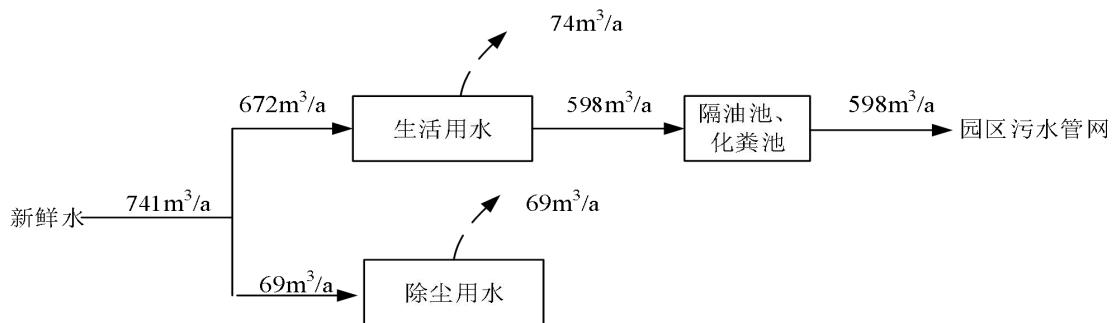 74m³/a
672m³/a
生活用水
598m³/a
隔油池、
化粪池
598m³/a
园区污水管网
新鲜水
741m³/a
69m³/a
69m³/a
除尘用水